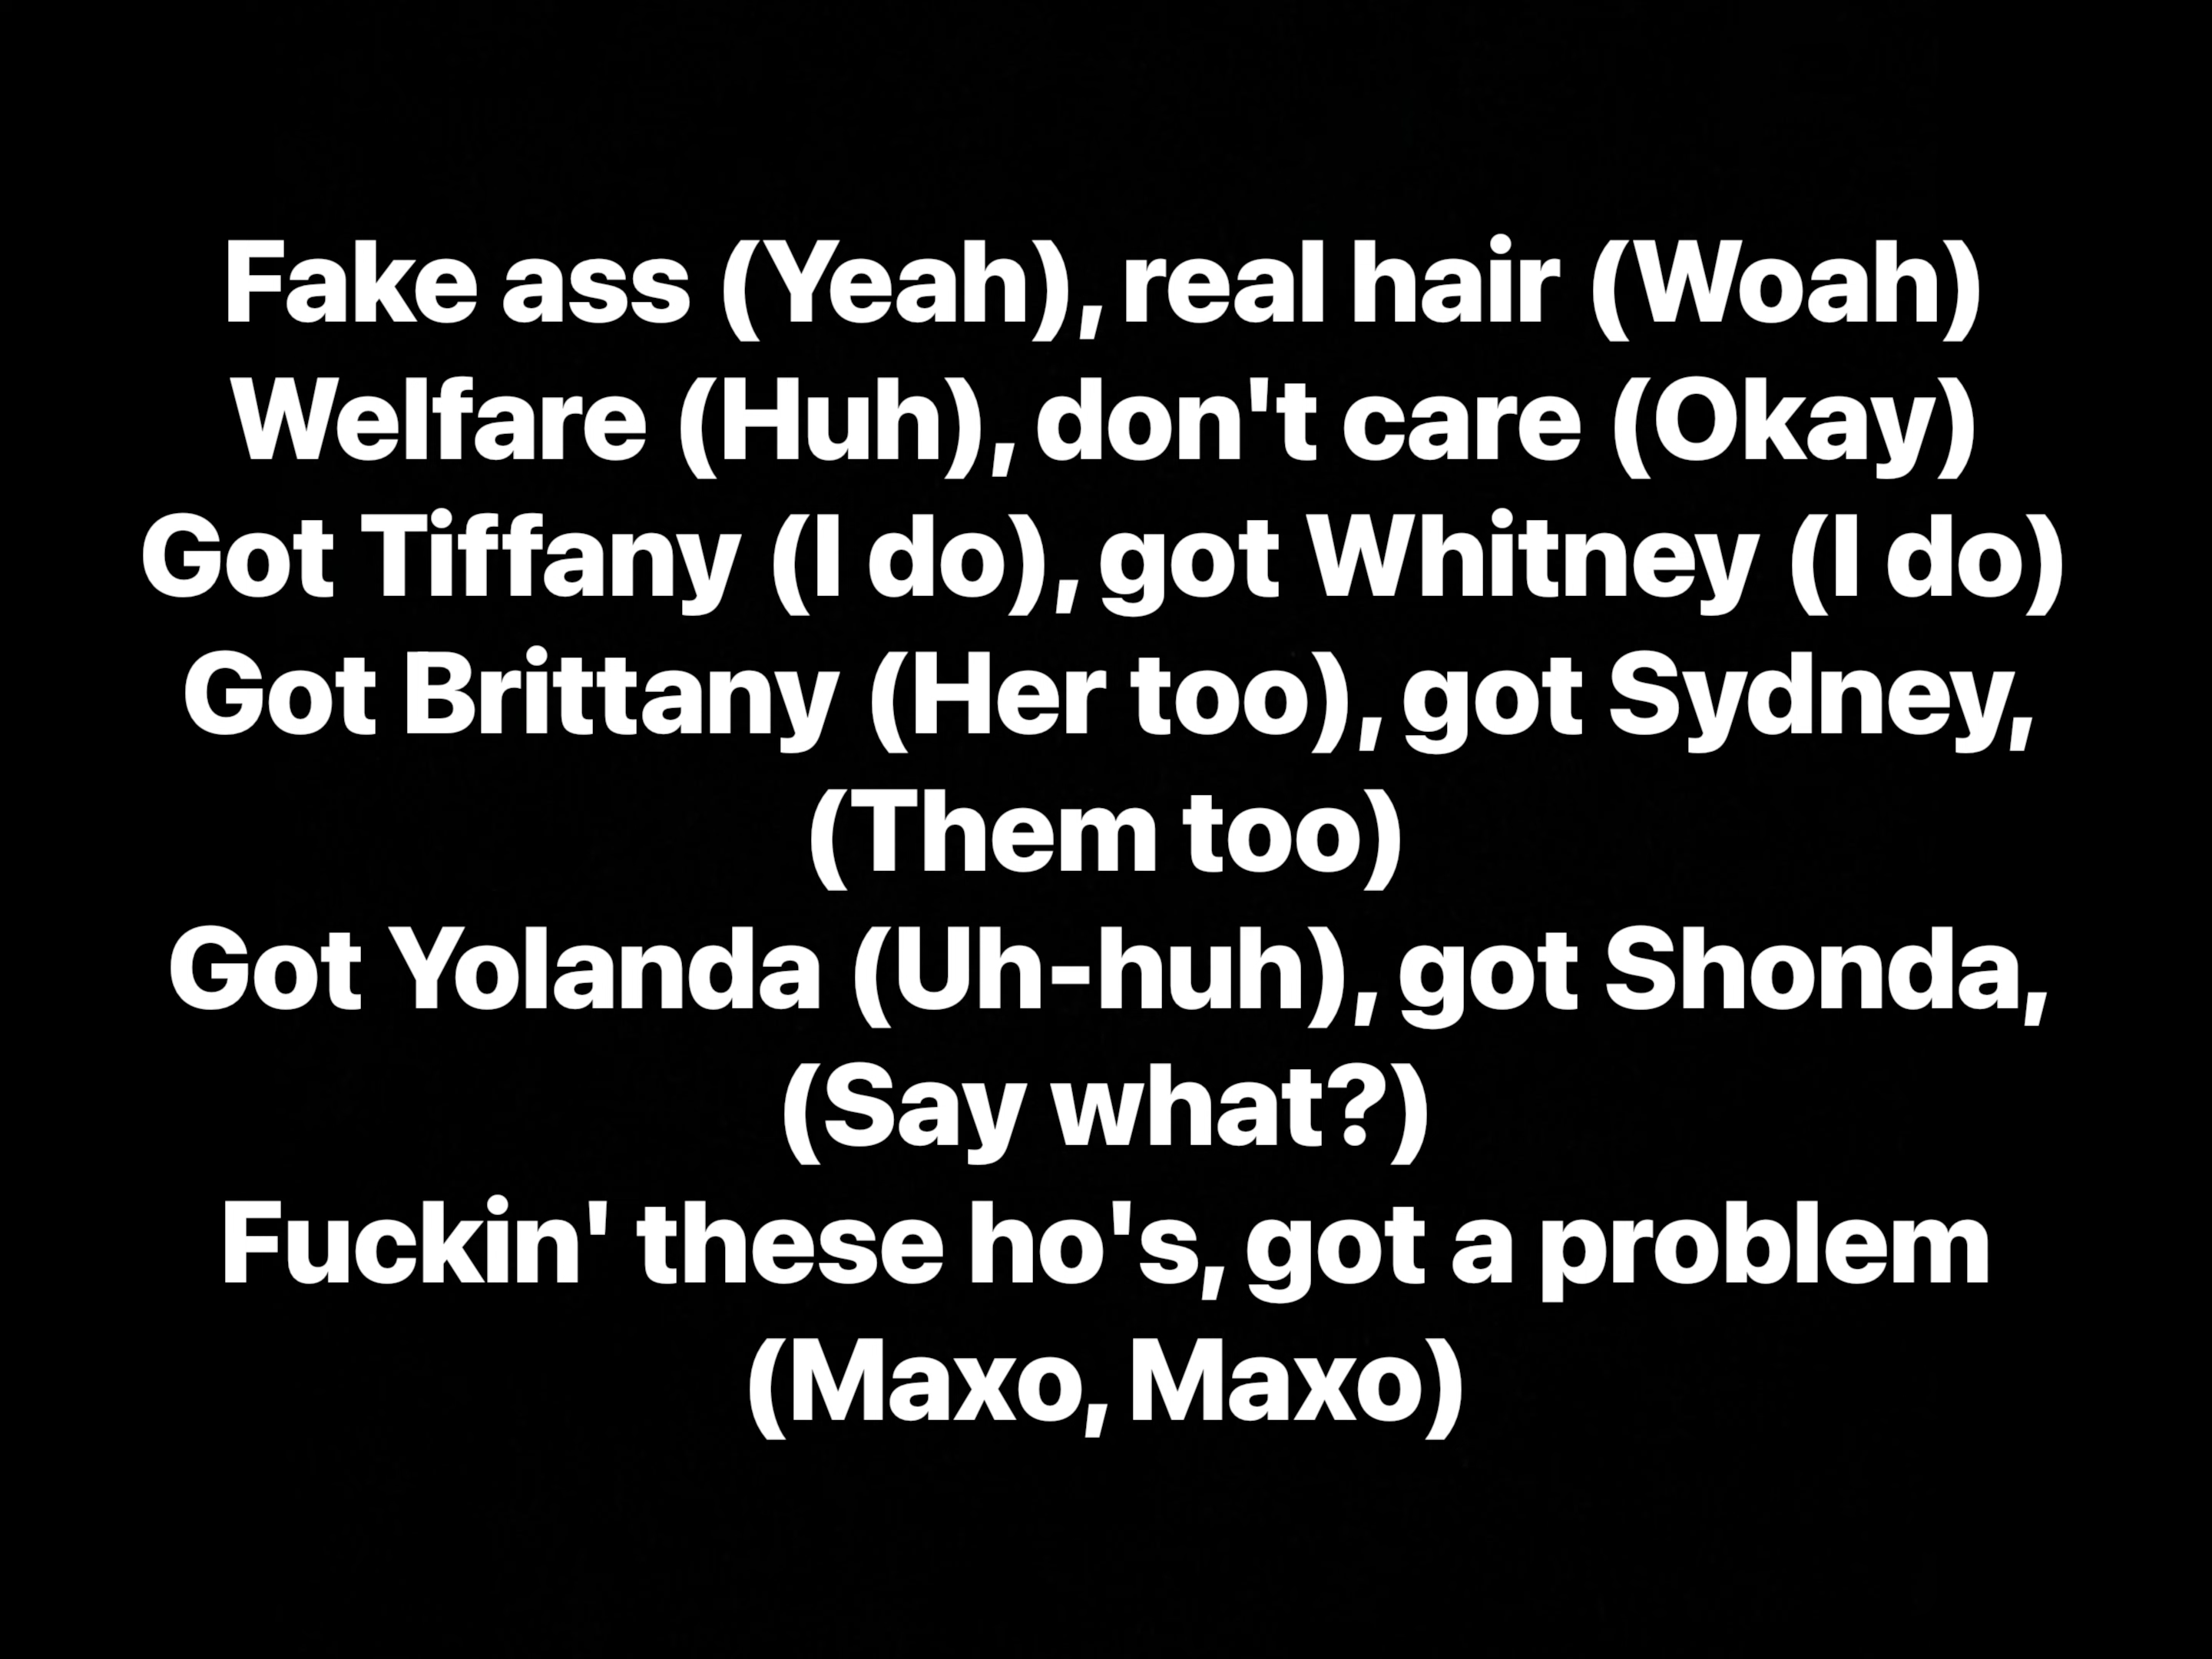 Fake ass (Yeah), real hair (Woah)
Welfare (Huh), don't care (Okay)
Got Tiffany (I do), got Whitney (I do)
Got Brittany (Her too), got Sydney,
(Them too)
Got Yolanda (Uh-huh), got Shonda,
(Say what?)
Fuckin' these ho's, got a problem
(Maxo, Maxo)